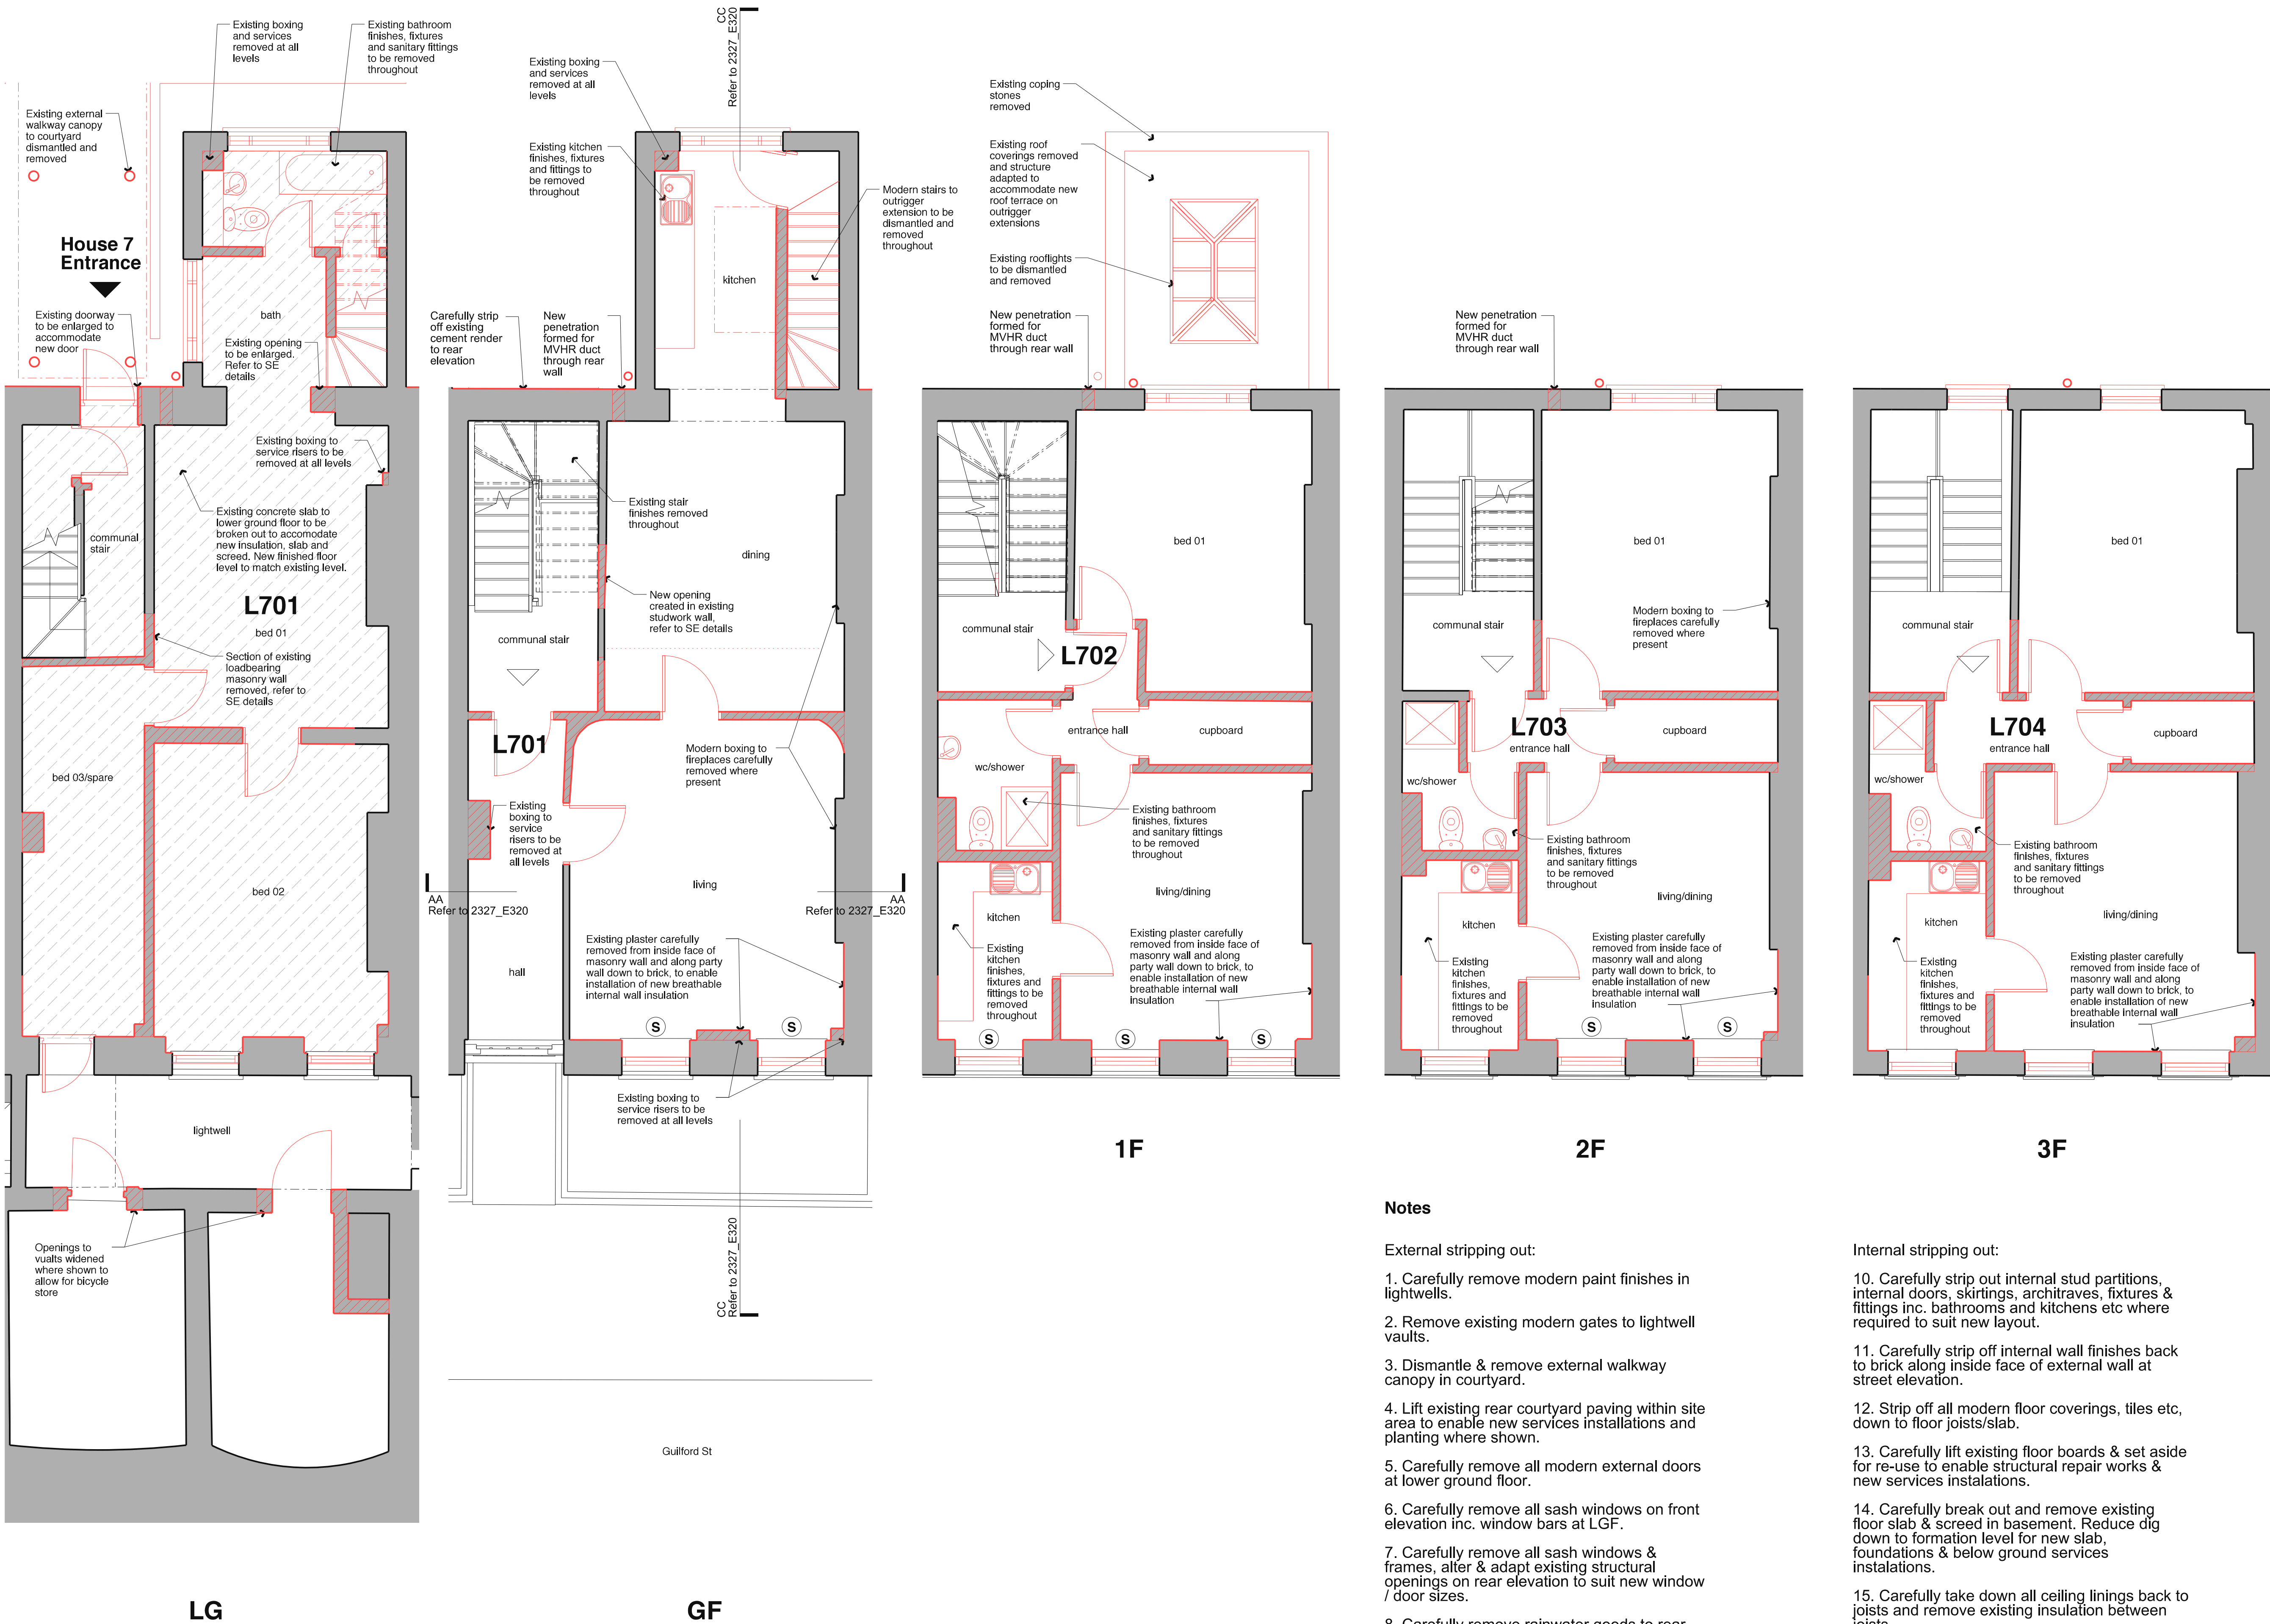 Existing boxing
and services
removed at all
levels
Existing bathroom
finishes, fixtures
and sanitary fittings
to be removed
throughout
Existing external
walkway canopy
to courtyard
dismantled and
removed
House 7
Entrance
Existing doorway
to be enlarged to
accommodate
new door
bath
Existing opening
to be enlarged.
Refer to SE
details
Existing boxing to
service risers to be
removed at all levels
Existing concrete slab to
lower ground floor to be
broken out to accomodate
new insulation, slab and
screed. New finished floor
level to match existing level.
communal
stair
L701
bed 01
Section of existing
loadbearing
masonry wall
removed, refer to
SE details
bed 03/spare
bed 02
lightwell
Openings to
vualts widened
where shown to
allow for bicycle
store
LG
CC
Refer to 2327_E320
Existing boxing
and services
removed at all
levels
Existing kitchen
finishes, fixtures
and fittings to
be removed
throughout
Modern stairs to
outrigger
extension to be
dismantled and
removed
throughout
kitchen
Carefully strip
off existing
cement render
to rear
elevation
New
penetration
formed for
MVHR duct
through rear
wall
Existing stair
finishes removed
throughout
dining
New opening
created in existing
studwork wall,
refer to SE details
communal stair
L701
Modern boxing to
fireplaces carefully
removed where
present
Existing
boxing to
service
risers to be
removed at
all levels
living
AA
Refer to 2327_E320
AA
Refer to 2327_E320
Existing plaster carefully
removed from inside face of
masonry wall and along party
wall down to brick, to enable
installation of new breathable
internal wall insulation
hall
S
S
Existing boxing to
service risers to be
removed at all levels
CC
Refer to 2327_E320
Guilford St
GF
Existing coping
stones
removed
Existing roof
coverings removed
and structure
adapted to
accommodate new
roof terrace on
outrigger
extensions
Existing rooflights
to be dismantled
and removed
New penetration
formed for
MVHR duct
through rear wall
bed 01
communal stair
L702
entrance hall
cupboard
wc/shower
Existing bathroom
finishes, fixtures
and sanitary fittings
to be removed
throughout
living/dining
kitchen
Existing
kitchen
finishes,
fixtures and
fittings to be
removed
throughout
Existing plaster carefully
removed from inside face of
masonry wall and along
party wall down to brick, to
enable installation of new
breathable internal wall
insulation
S
S
S
1F
New penetration
formed for
MVHR duct
through rear wall
bed 01
Modern boxing to
fireplaces carefully
removed where
present
communal stair
L703
entrance hall
cupboard
wc/shower
Existing bathroom
finishes, fixtures
and sanitary fittings
to be removed
throughout
living/dining
kitchen
Existing
kitchen
finishes,
fixtures and
fittings to be
removed
throughout
Existing plaster carefully
removed from inside face of
masonry wall and along
party wall down to brick, to
enable installation of new
breathable internal wall
insulation
S
S
2F
bed 01
communal stair
L704
entrance hall
cupboard
wc/shower
Existing bathroom
finishes, fixtures
and sanitary fittings
to be removed
throughout
living/dining
kitchen
Existing
kitchen
finishes,
fixtures and
fittings to be
removed
throughout
Existing plaster carefully
removed from inside face of
masonry wall and along
party wall down to brick, to
enable installation of new
breathable internal wall
insulation
3F
Notes
External stripping out:
1. Carefully remove modern paint finishes in
lightwells.
2. Remove existing modern gates to lightwell
vaults.
3. Dismantle & remove external walkway
canopy in courtyard.
4. Lift existing rear courtyard paving within site
area to enable new services installations and
planting where shown.
5. Carefully remove all modern external doors
at lower ground floor.
6. Carefully remove all sash windows on front
elevation inc. window bars at LGF.
7. Carefully remove all sash windows &
frames, alter & adapt existing structural
openings on rear elevation to suit new window
/ door sizes.
8. Carefully remove rainwater goods to rear
Internal stripping out:
10. Carefully strip out internal stud partitions,
internal doors, skirtings, architraves, fixtures &
fittings inc. bathrooms and kitchens etc where
required to suit new layout.
11. Carefully strip off internal wall finishes back
to brick along inside face of external wall at
street elevation.
12. Strip off all modern floor coverings, tiles etc,
down to floor joists/slab.
13. Carefully lift existing floor boards & set aside
for re-use to enable structural repair works &
new services instalations.
14. Carefully break out and remove existing
floor slab & screed in basement. Reduce dig
down to formation level for new slab,
foundations & below ground services
instalations.
15. Carefully take down all ceiling linings back to
joists and remove existing insulation between
joists